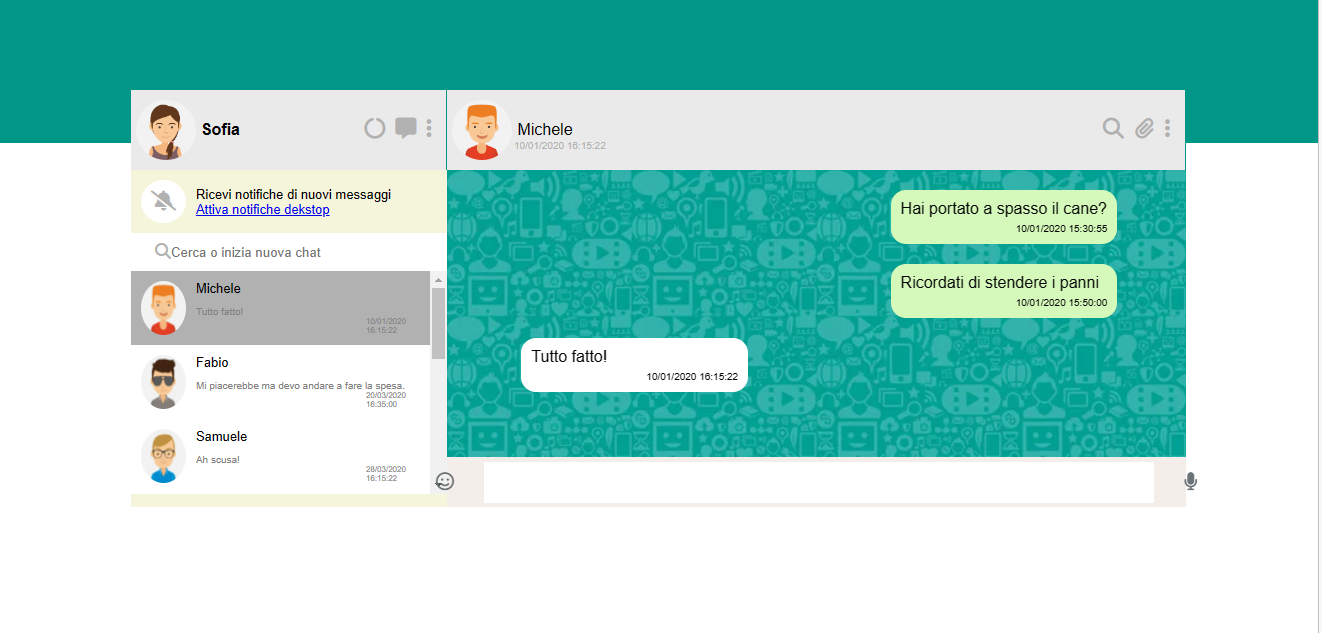 Sofia
Michele
10/01/2020 16:15:22
Ricevi notifiche di nuovi messaggi
Attiva notifiche dekstop
Cerca o inizia nuova chat
Michele
Tutto fatto!
10/01/2020
16:15:22
Fabio
Mi piacerebbe ma devo andare a fare la spesa.
20/03/2020
16:35:00
Samuele
Ah scusa!
28/03/2020
16:15:22
Hai portato a spasso il cane?
10/01/2020 15:30:55
Ricordati di stendere i panni
10/01/2020 15:50:00
Tutto fatto!
10/01/2020 16:15:22